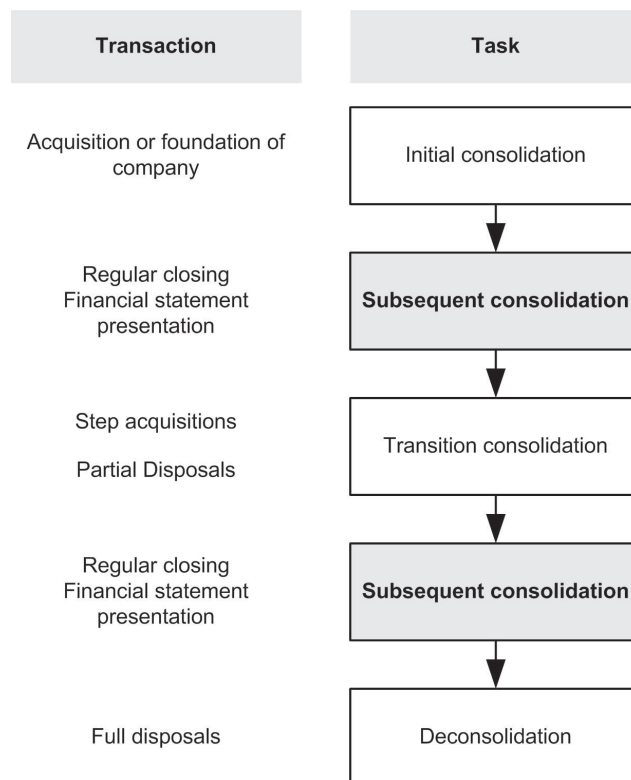 Transaction
Task
Acquisition or foundation of
company
Initial consolidation
Regular closing
Financial statement
presentation
Subsequent consolidation
Step acquisitions
Partial Disposals
Transition consolidation
Regular closing
Financial statement
presentation
Subsequent consolidation
Full disposals
Deconsolidation